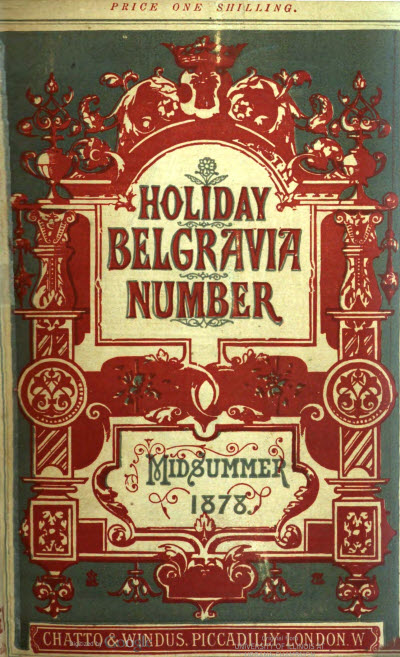 PRICE ONE SHILLING.
HOLIDAY
BELGRAVIA
NUMBER
MIDSUMMER
1878.
CHATTO & WINDUS. PICCADILLY. LONDON W